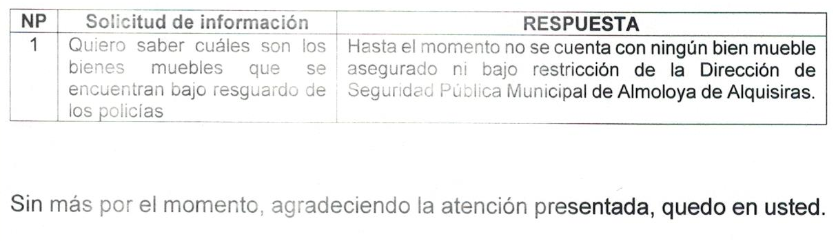 NP Solicitud de información RESPUESTA
1 Quiero saber cuáles son los bienes muebles que se encuentran bajo resguardo de los policías
Hasta el momento no se cuenta con ningún bien mueble asegurado ni bajo restricción de la Dirección de Seguridad Pública Municipal de Almoloya de Alquisiras.
Sin más por el momento, agradeciendo la atención presentada, quedo en usted.